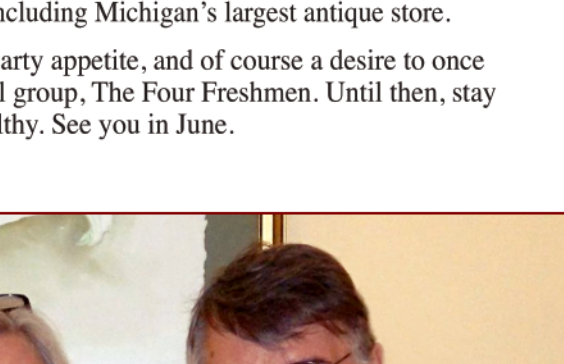 ncluding Michigan’s largest antique store.
arty appetite, and of course a desire to once
l group, The Four Freshmen. Until then, stay
lthy. See you in June.